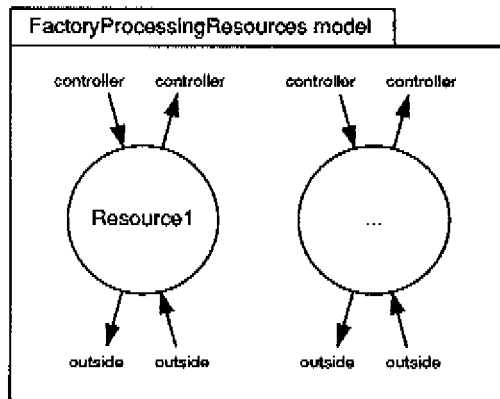 FactoryProcessingResources model
controller controller controller controller
Resource1 ...
outside outside outside outside